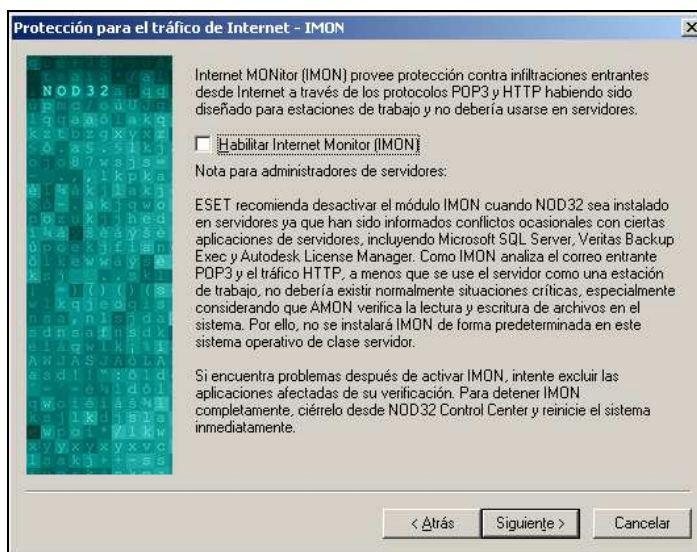 Protección para el tráfico de Internet - IMON
NOD32
Internet MONitor (IMON) provee protección contra infiltraciones entrantes
desde Internet a través de los protocolos POP3 y HTTP habiendo sido
diseñado para estaciones de trabajo y no debería usarse en servidores.
Habilitar Internet Monitor (IMON)
Nota para administradores de servidores:
ESET recomienda desactivar el módulo IMON cuando NOD32 sea instalado
en servidores ya que han sido informados conflictos ocasionales con ciertas
aplicaciones de servidores, incluyendo Microsoft SQL Server, Veritas Backup
Exec y Autodesk License Manager. Como IMON analiza el correo entrante
POP3 y el tráfico HTTP, a menos que se use el servidor como una estación
de trabajo, no debería existir normalmente situaciones críticas, especialmente
considerando que AMON verifica la lectura y escritura de archivos en el
sistema. Por ello, no se instalará IMON de forma predeterminada en este
sistema operativo de clase servidor.
Si encuentra problemas después de activar IMON, intente excluir las
aplicaciones afectadas de su verificación. Para detener IMON
completamente, ciérrelo desde NOD32 Control Center y reinicie el sistema
inmediatamente.
< Atrás
Siguiente >
Cancelar